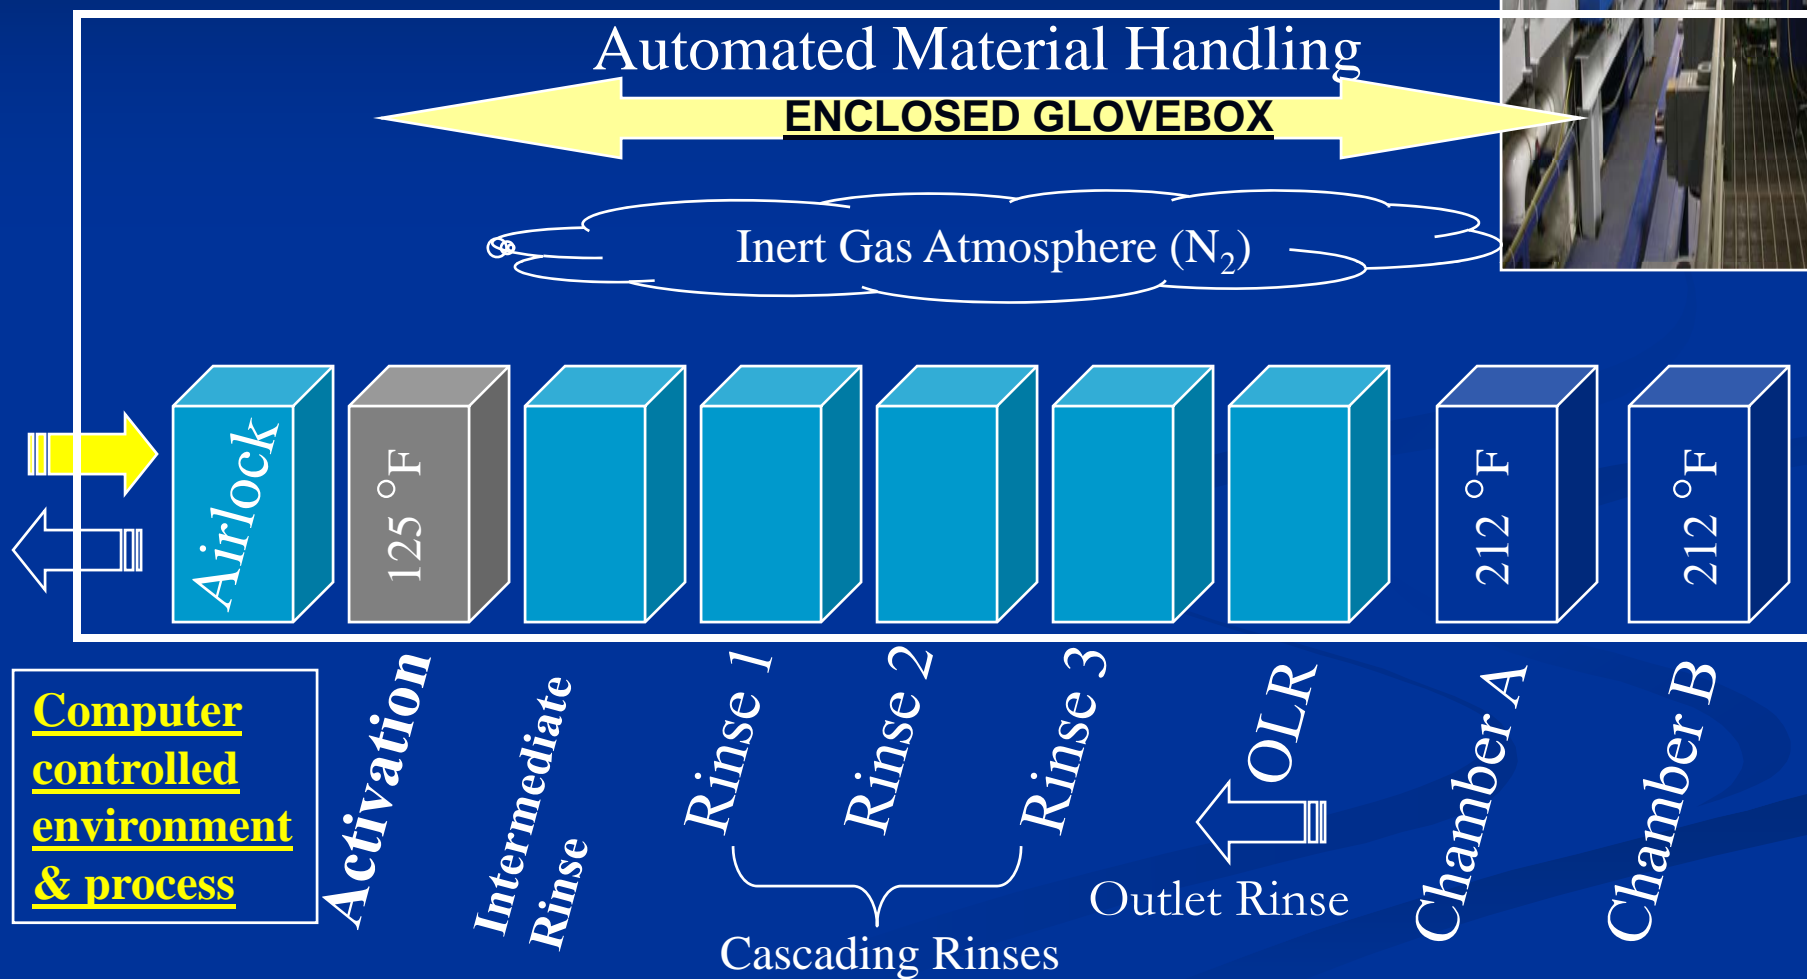 Automated Material Handling
ENCLOSED GLOVEBOX
Inert Gas Atmosphere (N₂)
Airlock
125 °F
212 °F
212 °F
Activation
Intermediate
Rinse
Rinse 1
Rinse 2
Rinse 3
OLR
Chamber A
Chamber B
Computer
controlled
environment
& process
Outlet Rinse
Cascading Rinses